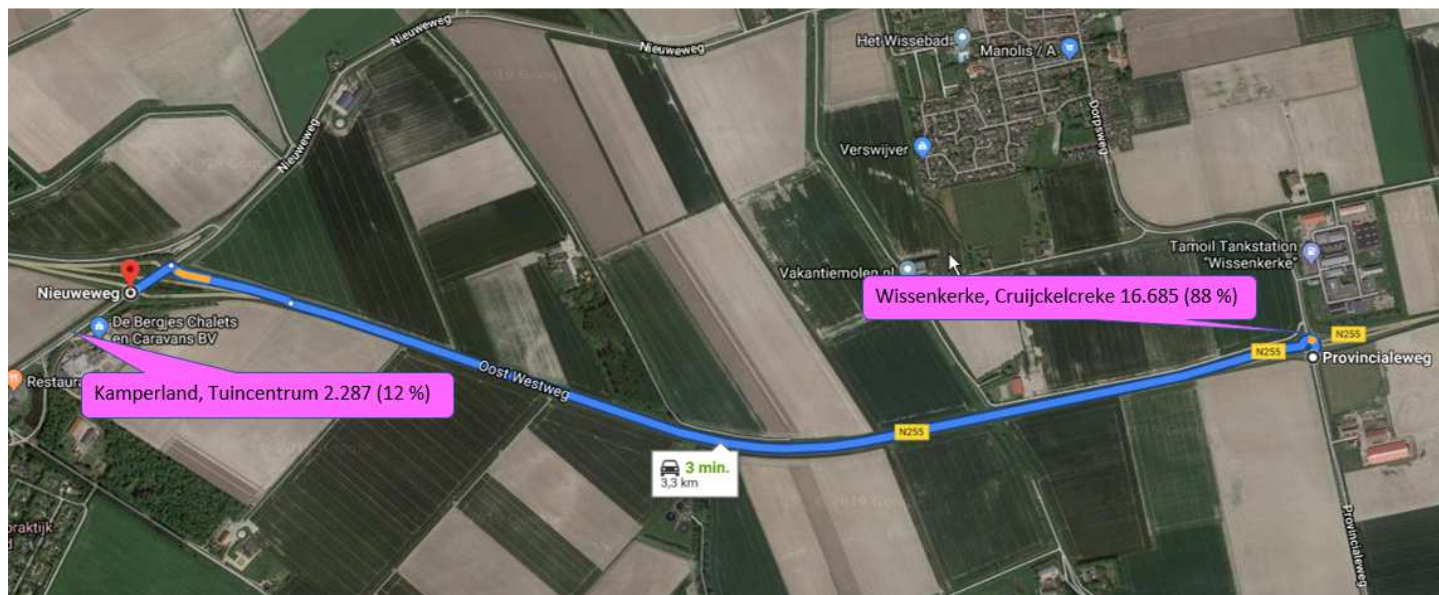 Nieuweweg
Nieuweweg
Het Wissebad
Manolis / A
Dorpsweg
Nieuweweg
Verswijver
Tamoil Tankstation
"Wissenkerke"
Vakantiemolen.nl
Nieuweweg
Wissenkerke, Cruijckelcreke 16.685 (88 %)
De Bergjes Chalets
en Caravans BV
N255
N255
Provincialeweg
Oost Westweg
Restaura
Kamperland, Tuincentrum 2.287 (12 %)
N255
3 min.
3,3 km
praktijk
Provincialeweg